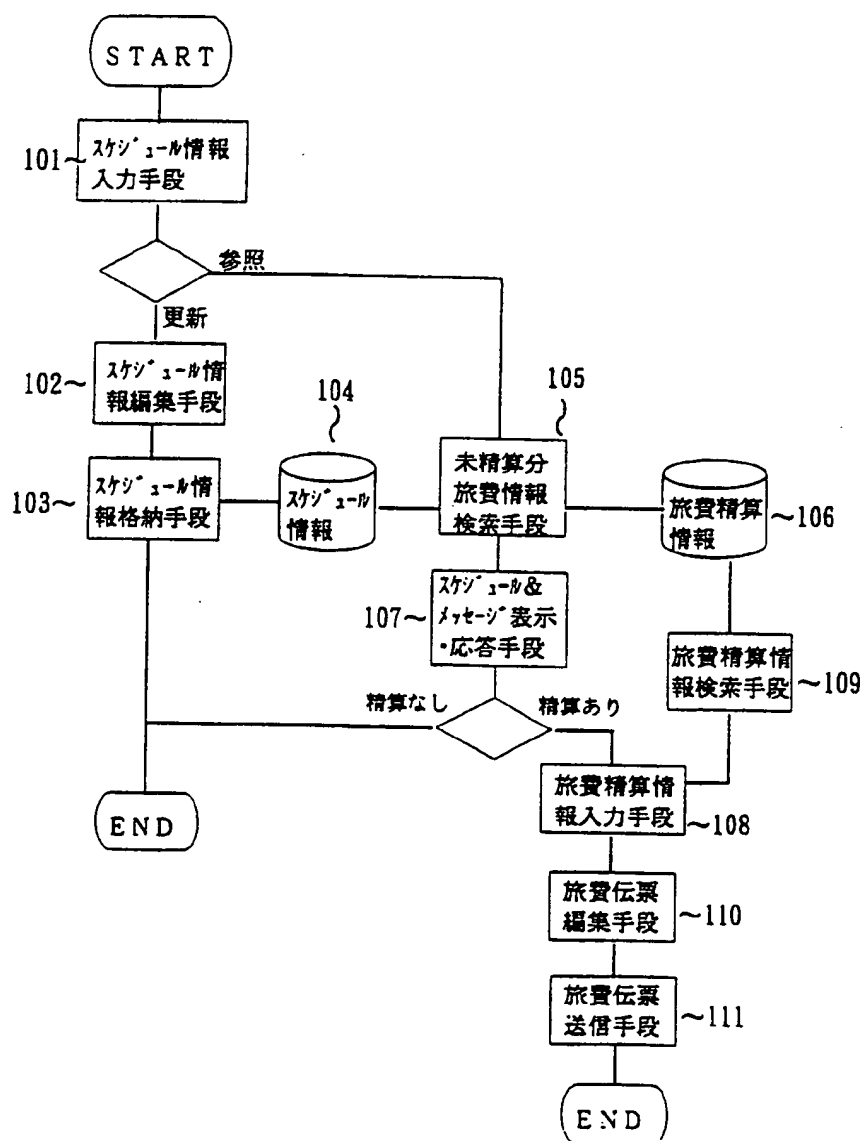 START
101
スケジュール情報
入力手段
参照
更新
102
スケジュール情
報編集手段
103
スケジュール情
報格納手段
104
スケジュール
情報
105
未精算分
旅費情報
検索手段
旅費精算
情報
106
107
スケジュール&
メッセージ表示
・応答手段
旅費精算情
報検索手段
109
精算なし
精算あり
END
旅費精算情
報入力手段
108
旅費伝票
編集手段
110
旅費伝票
送信手段
111
END